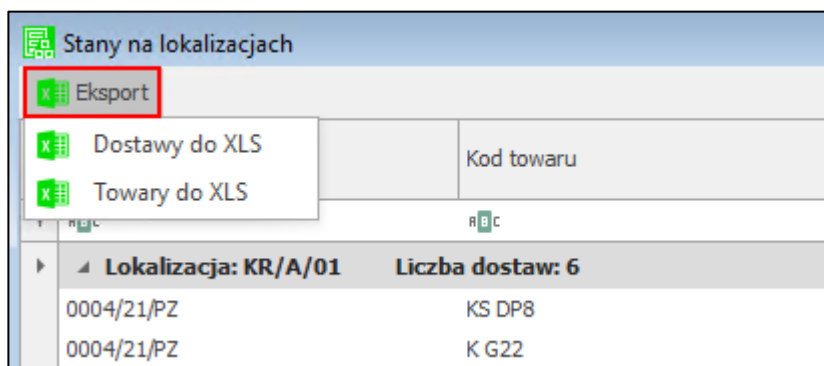 Stany na lokalizacjach
Eksport
Dostawy do XLS
Towary do XLS
Kod towaru
ABC
Lokalizacja: KR/A/01 Liczba dostaw: 6
0004/21/PZ KS DP8
0004/21/PZ K G22